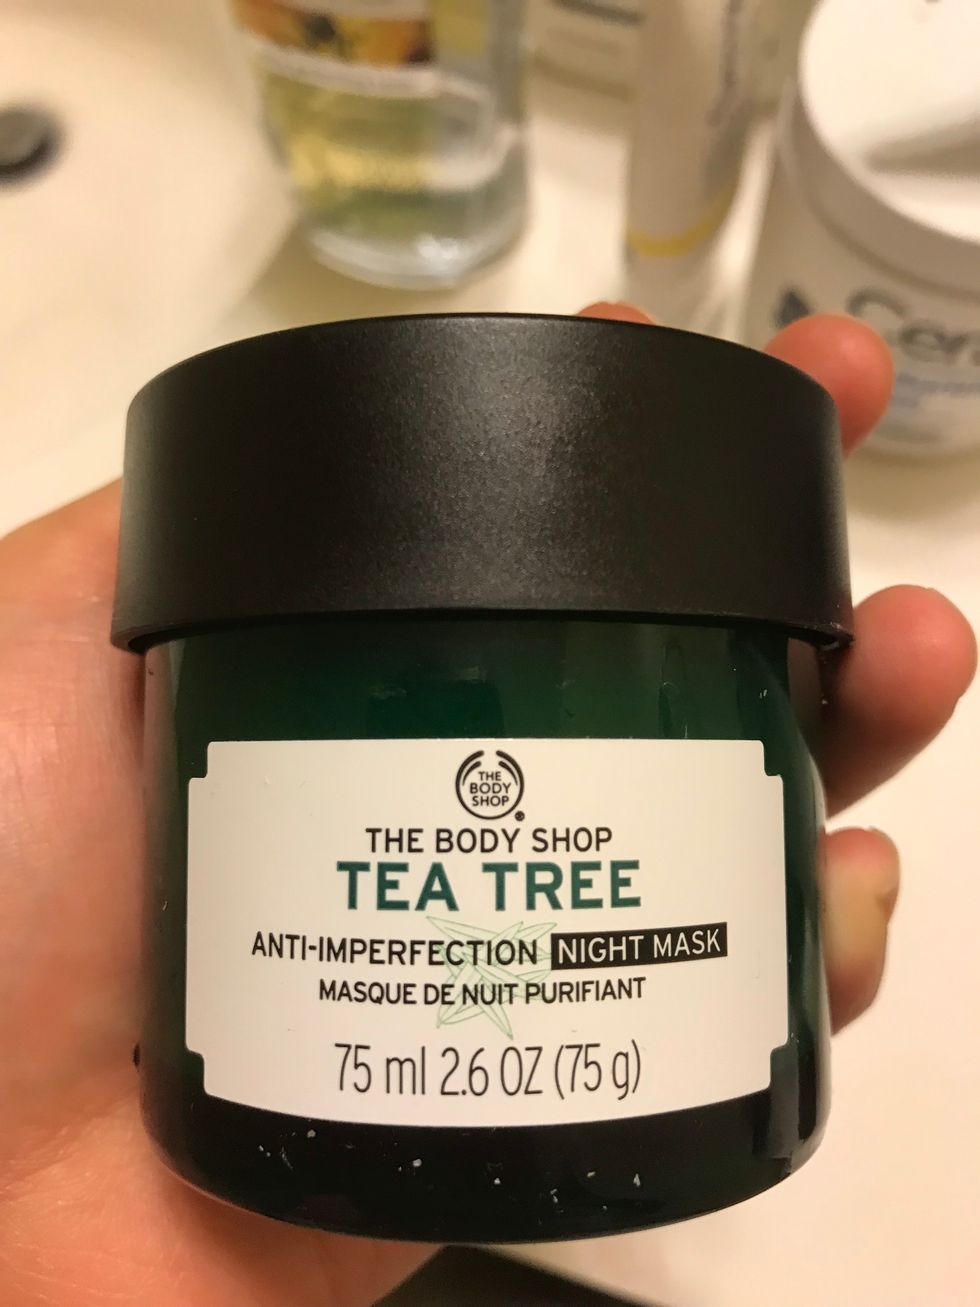 THE
BODY
SHOP
THE BODY SHOP
TEA TREE
ANTI-IMPERFECTION NIGHT MASK
MASQUE DE NUIT PURIFIANT
75 ml 2.6 OZ (75 g)